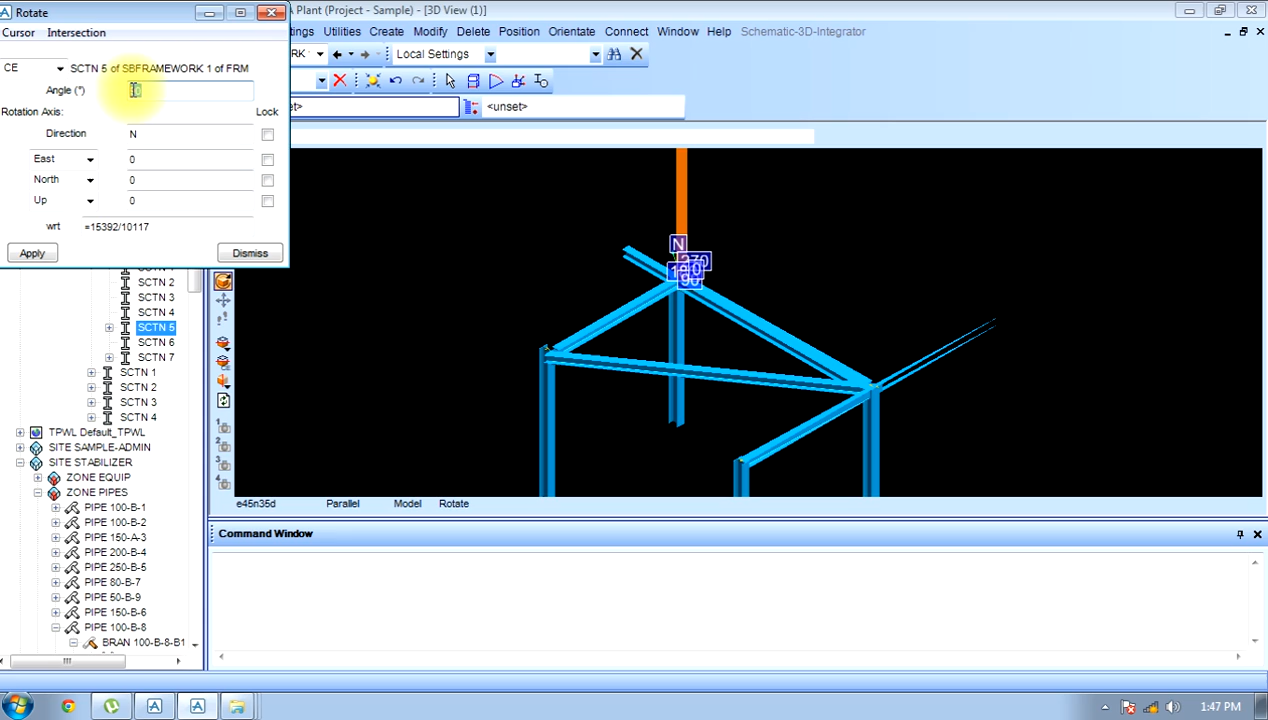 Rotate
A Plant (Project - Sample) - [3D View (1)]
Cursor Intersection
Utilities Create Modify Delete Position Orientate Connect Window Help Schematic-3D-Integrator
Local Settings
CE SCTN 5 of SBFRAMEWORK 1 of FRM
Angle (°)
<unset>
Rotation Axis: Lock
Direction N
East 0
North 0
Up 0
wrt =15392/10117
Apply Dismiss
N
270
SCTN 2
SCTN 3
SCTN 4
SCTN 5
SCTN 6
SCTN 7
SCTN 1
SCTN 2
SCTN 3
SCTN 4
TPWL Default_TPWL
SITE SAMPLE-ADMIN
SITE STABILIZER
ZONE EQUIP
ZONE PIPES
PIPE 100-B-1
PIPE 100-B-2
PIPE 150-A-3
PIPE 200-B-4
PIPE 250-B-5
PIPE 80-B-7
PIPE 50-B-9
PIPE 150-B-6
PIPE 100-B-8
BRAN 100-B-8-B1
e45n35d Parallel Model Rotate
Command Window
1:47 PM